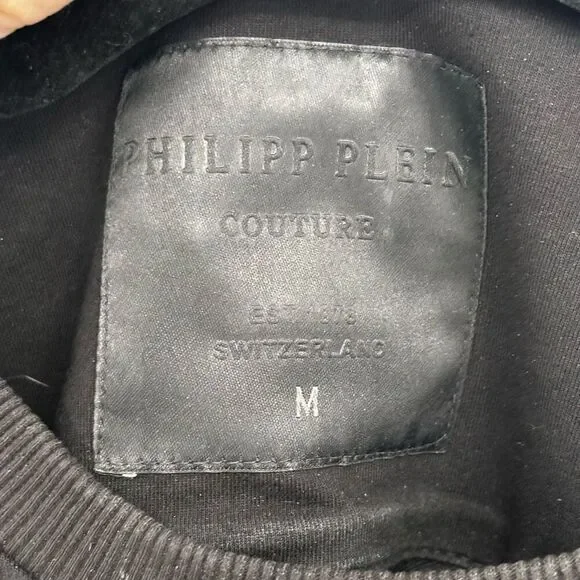 PHILIPP PLEIN
COUTURE
EST 1978
SWITZERLAND
M